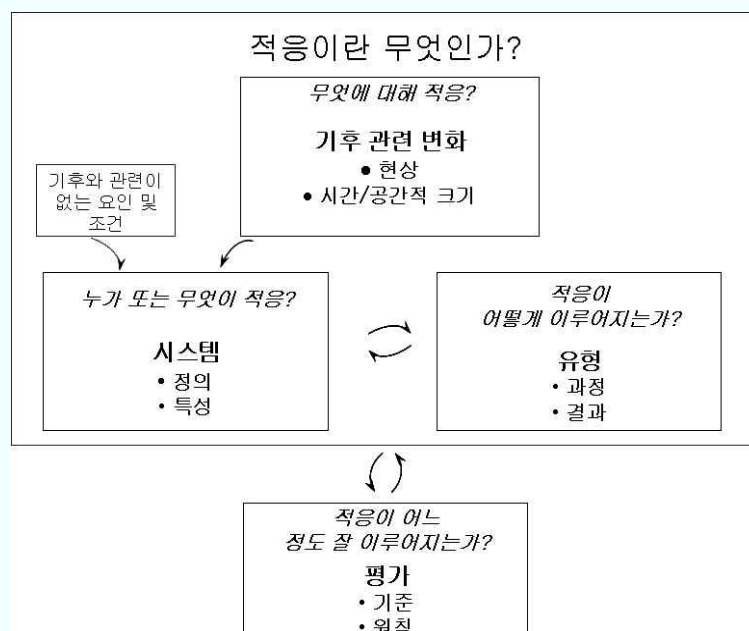 적응이란 무엇인가?
무엇에 대해 적응?
기후 관련 변화
• 현상
• 시간/공간적 크기
기후와 관련이
없는 요인 및
조건
누가 또는 무엇이 적응?
시스템
• 정의
• 특성
적응이
어떻게 이루어지는가?
유형
• 과정
• 결과
적응이 어느
정도 잘 이루어지는가?
평가
• 기준
• 원칙